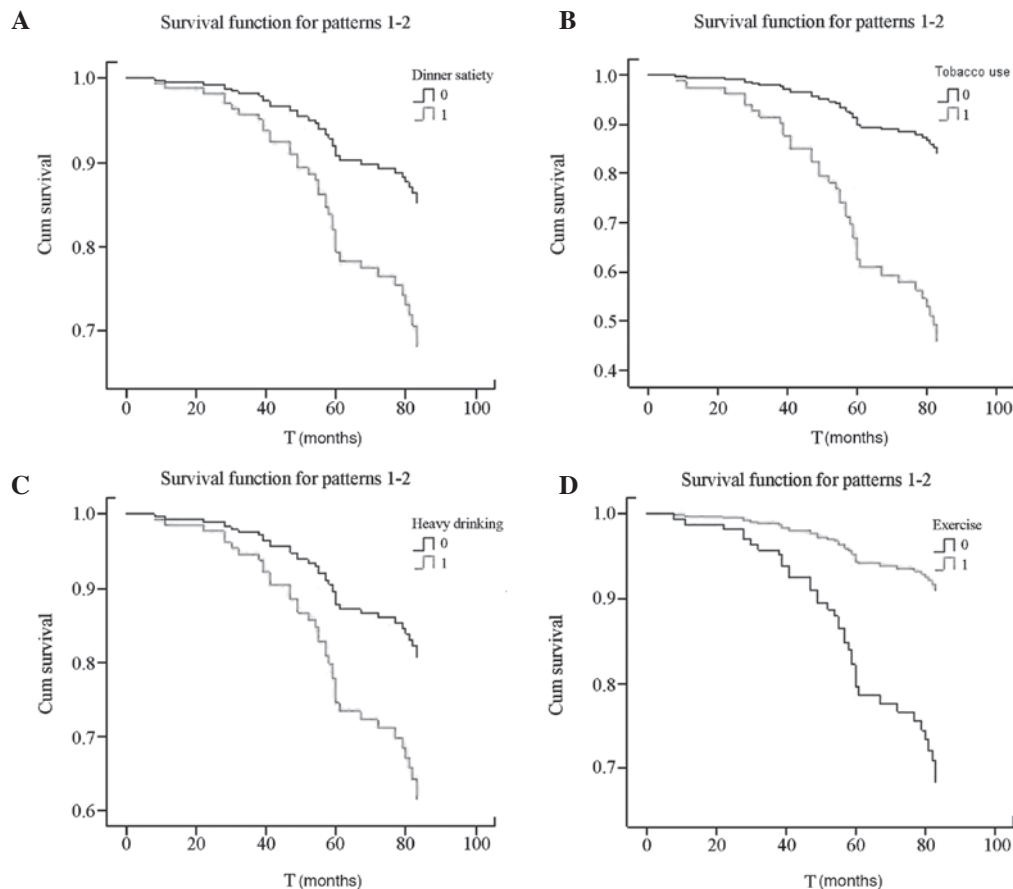 A
Survival function for patterns 1-2
Dinner satiety
0
1
1.0
0.9
0.8
0.7
Cum survival
0 20 40 60 80 100
T (months)
B
Survival function for patterns 1-2
Tobacco use
0
1
1.0
0.9
0.8
0.7
0.6
0.5
0.4
Cum survival
0 20 40 60 80 100
T (months)
C
Survival function for patterns 1-2
Heavy drinking
0
1
1.0
0.9
0.8
0.7
0.6
Cum survival
0 20 40 60 80 100
T (months)
D
Survival function for patterns 1-2
Exercise
0
1
1.0
0.9
0.8
0.7
Cum survival
0 20 40 60 80 100
T (months)